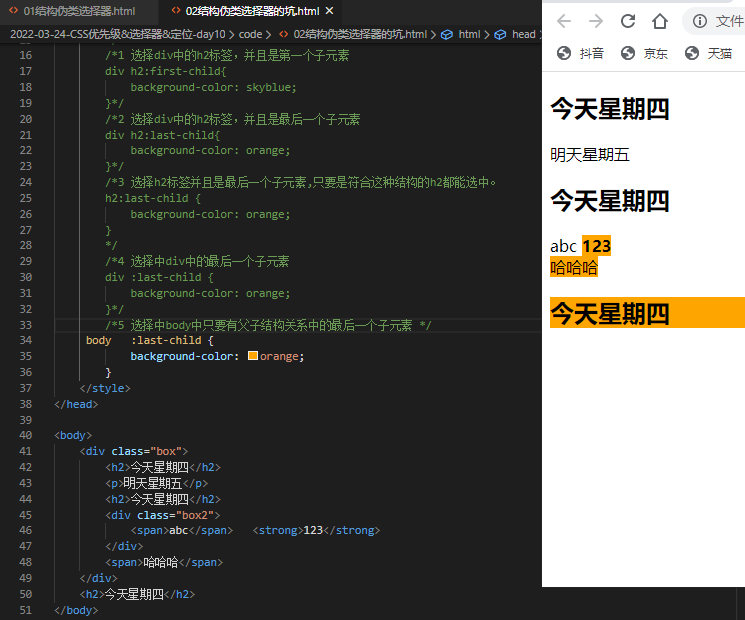 01结构伪类选择器.html
02结构伪类选择器的坑.html ×
2022-03-24-CSS优先级&选择器&定位-day10 > code > 02结构伪类选择器的坑.html > html > head
16 /*1 选择div中的h2标签，并且是第一个子元素
17 div h2:first-child{
18 background-color: skyblue;
19 }*/
20 /*2 选择div中的h2标签，并且是最后一个子元素
21 div h2:last-child{
22 background-color: orange;
23 }*/
24 /*3 选择h2标签并且是最后一个子元素,只要是符合这种结构的h2都能选中。
25 h2:last-child {
26 background-color: orange;
27 }
28 */
29 /*4 选择中div中的最后一个子元素
30 div :last-child {
31 background-color: orange;
32 }*/
33 /*5 选择中body中只要有父子结构关系中的最后一个子元素 */
34 body :last-child {
35 background-color: orange;
36 }
37 </style>
38 </head>
39
40 <body>
41 <div class="box">
42 <h2>今天星期四</h2>
43 <p>明天星期五</p>
44 <h2>今天星期四</h2>
45 <div class="box2">
46 <span>abc</span> <strong>123</strong>
47 </div>
48 <span>哈哈哈</span>
49 </div>
50 <h2>今天星期四</h2>
51 </body>
文件
抖音 京东 天猫
今天星期四
明天星期五
今天星期四
abc 123
哈哈哈
今天星期四